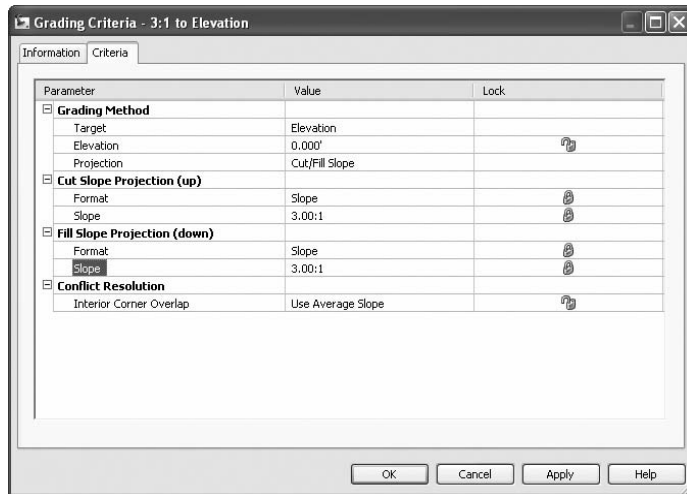 Grading Criteria - 3:1 to Elevation
Information Criteria
Parameter Value Lock
Grading Method
Target Elevation
Elevation 0.000'
Projection Cut/Fill Slope
Cut Slope Projection (up)
Format Slope
Slope 3.00:1
Fill Slope Projection (down)
Format Slope
Slope 3.00:1
Conflict Resolution
Interior Corner Overlap Use Average Slope
OK Cancel Apply Help